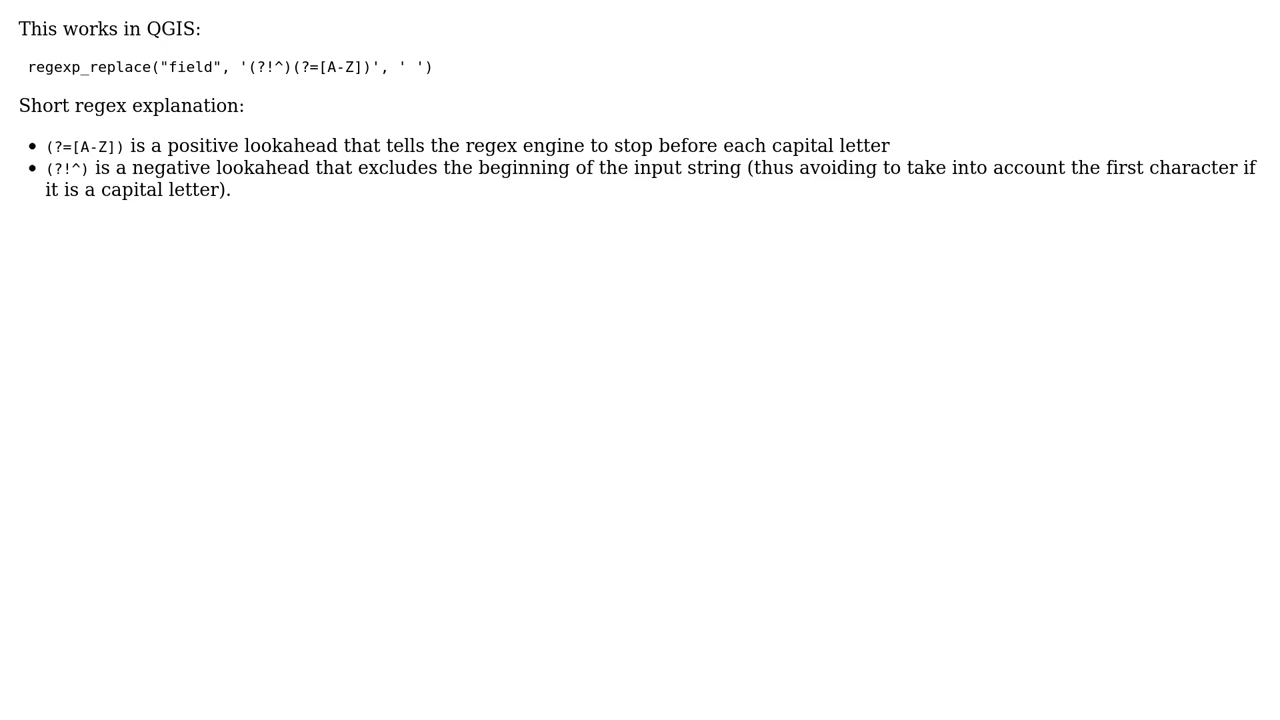 This works in QGIS:
regexp_replace("field", '(?!^)(?=[A-Z])', ' ')
Short regex explanation:
• (?=[A-Z]) is a positive lookahead that tells the regex engine to stop before each capital letter
• (?!^) is a negative lookahead that excludes the beginning of the input string (thus avoiding to take into account the first character if
it is a capital letter).